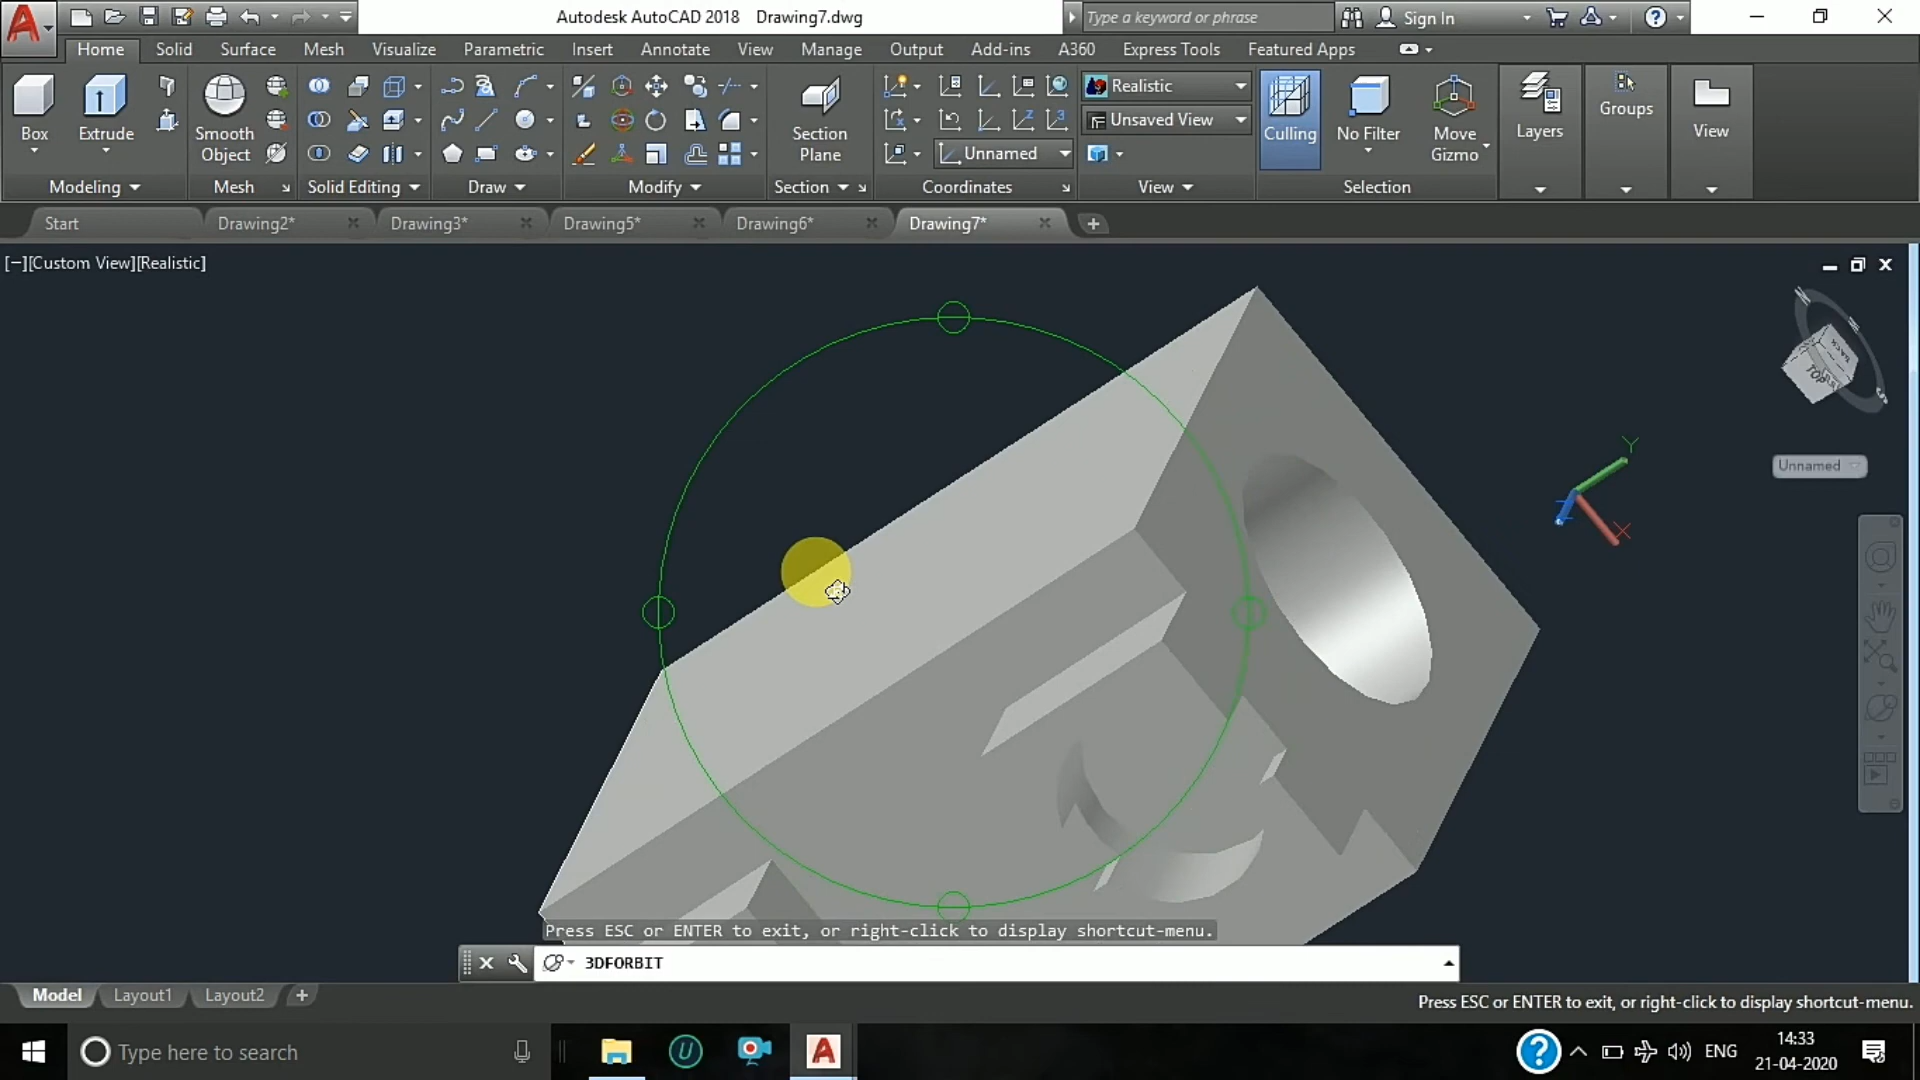 Autodesk AutoCAD 2018 Drawing7.dwg
Type a keyword or phrase
Sign In
Home Solid Surface Mesh Visualize Parametric Insert Annotate View Manage Output Add-ins A360 Express Tools Featured Apps
Box
Extrude
Smooth Object
Section Plane
Unnamed
Realistic
Unsaved View
Culling
No Filter
Move Gizmo
Layers
Groups
View
Modeling
Mesh
Solid Editing
Draw
Modify
Section
Coordinates
View
Selection
Start
Drawing2*
Drawing3*
Drawing5*
Drawing6*
Drawing7*
[−][Custom View][Realistic]
BACK
TOP
Y
X
Unnamed
Press ESC or ENTER to exit, or right-click to display shortcut-menu.
3DFORBIT
Model Layout1 Layout2
Press ESC or ENTER to exit, or right-click to display shortcut-menu.
Type here to search
ENG
14:33
21-04-2020